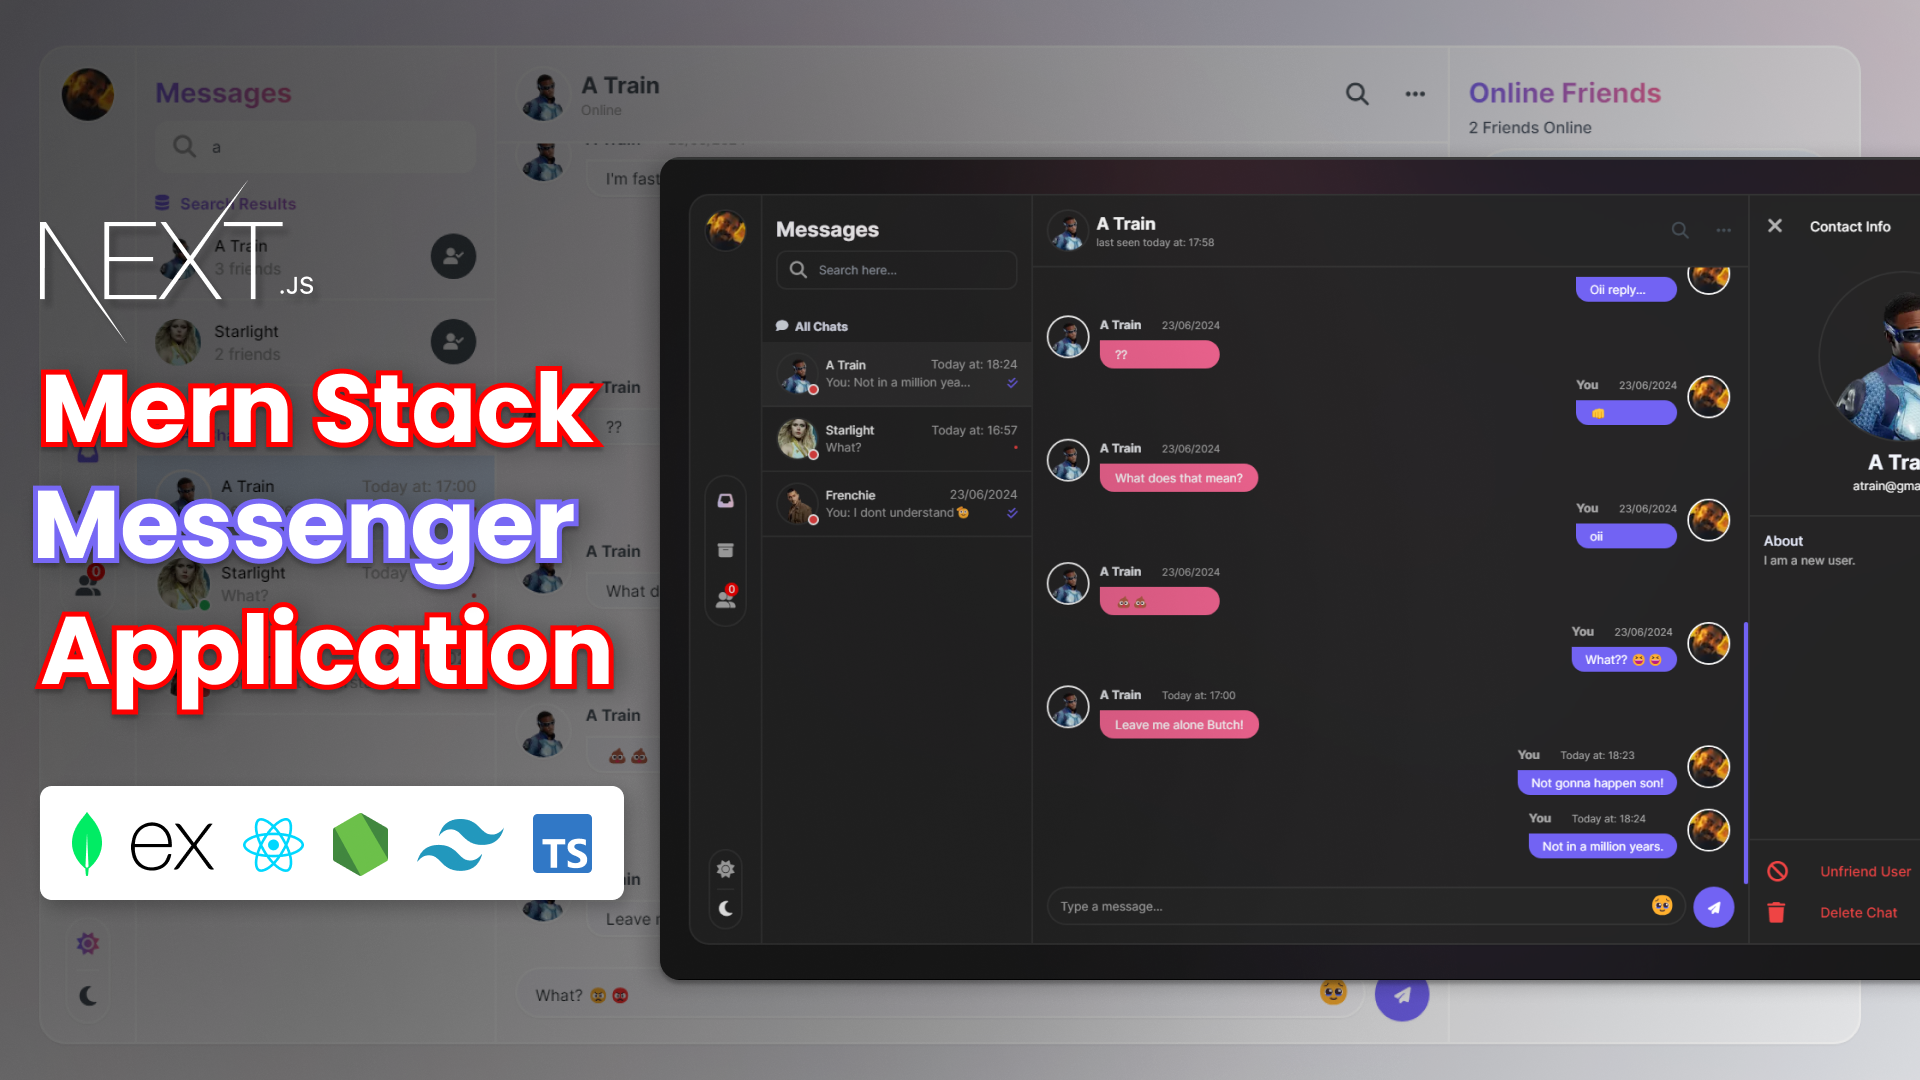 Messages
a
Search Results
A Train
3 friends
Starlight
2 friends
NEXT.JS
Mern Stack
Messenger
Application
A Train
Today at: 17:00
Starlight
Today
What?
0
ex
TS
A Train
Online
I'm fast
A Train
??
A Train
What d
A Train
Leave
What?
Online Friends
2 Friends Online
Messages
Search here...
All Chats
A Train
Today at: 18:24
You: Not in a million yea...
Starlight
Today at: 16:57
What?
Frenchie
23/06/2024
You: I dont understand
0
A Train
last seen today at: 17:58
Oii reply...
A Train 23/06/2024
??
You 23/06/2024
👊
A Train 23/06/2024
What does that mean?
You 23/06/2024
oii
A Train 23/06/2024
💩 💩
You 23/06/2024
What?? 😆 😆
A Train Today at: 17:00
Leave me alone Butch!
You Today at: 18:23
Not gonna happen son!
You Today at: 18:24
Not in a million years.
Type a message...
Contact Info
A Tra
atrain@gma
About
I am a new user.
Unfriend User
Delete Chat